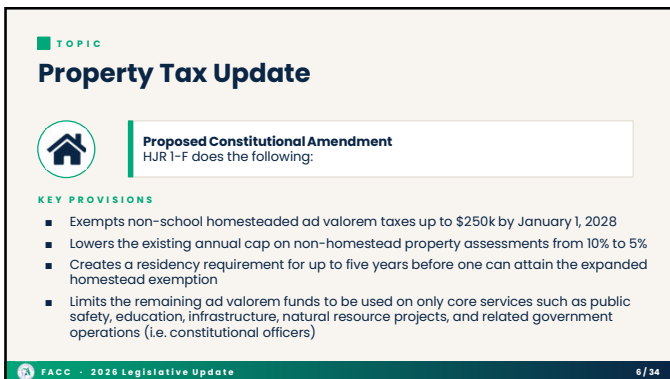 TOPIC
Property Tax Update
Proposed Constitutional Amendment
HJR 1-F does the following:
KEY PROVISIONS
▪ Exempts non-school homesteaded ad valorem taxes up to $250k by January 1, 2028
▪ Lowers the existing annual cap on non-homestead property assessments from 10% to 5%
▪ Creates a residency requirement for up to five years before one can attain the expanded
homestead exemption
▪ Limits the remaining ad valorem funds to be used on only core services such as public
safety, education, infrastructure, natural resource projects, and related government
operations (i.e. constitutional officers)
FACC · 2026 Legislative Update
6 / 34